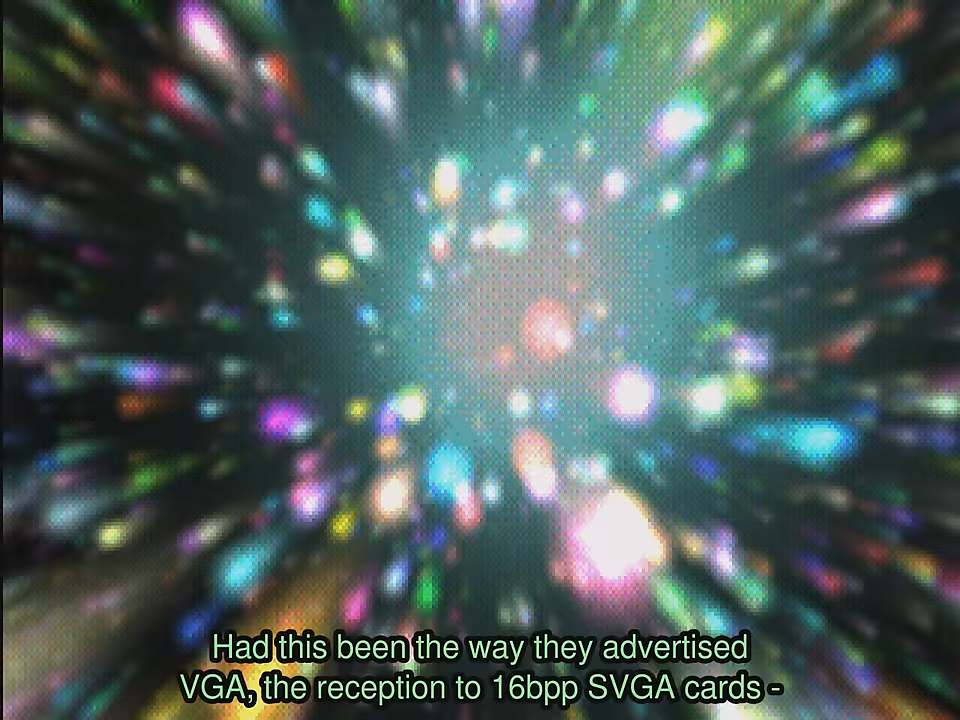 Had this been the way they advertised
VGA, the reception to 16bpp SVGA cards -